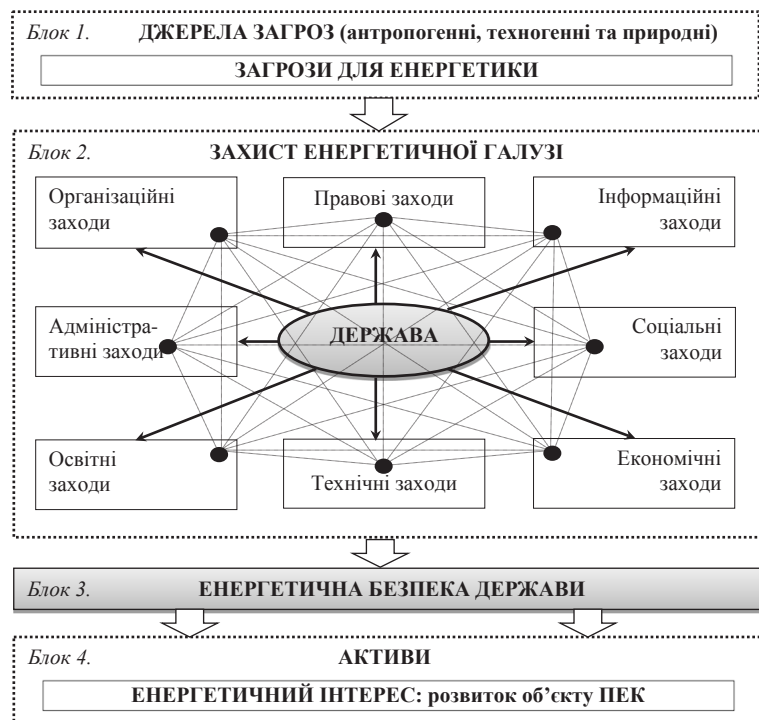 Блок 1. ДЖЕРЕЛА ЗАГРОЗ (антропогенні, техногенні та природні)
ЗАГРОЗИ ДЛЯ ЕНЕРГЕТИКИ
Блок 2. ЗАХИСТ ЕНЕРГЕТИЧНОЇ ГАЛУЗІ
Організаційні
заходи
Правові заходи
Інформаційні
заходи
Адміністра-
тивні заходи
ДЕРЖАВА
Соціальні
заходи
Освітні
заходи
Технічні заходи
Економічні
заходи
Блок 3. ЕНЕРГЕТИЧНА БЕЗПЕКА ДЕРЖАВИ
Блок 4. АКТИВИ
ЕНЕРГЕТИЧНИЙ ІНТЕРЕС: розвиток об’єкту ПЕК